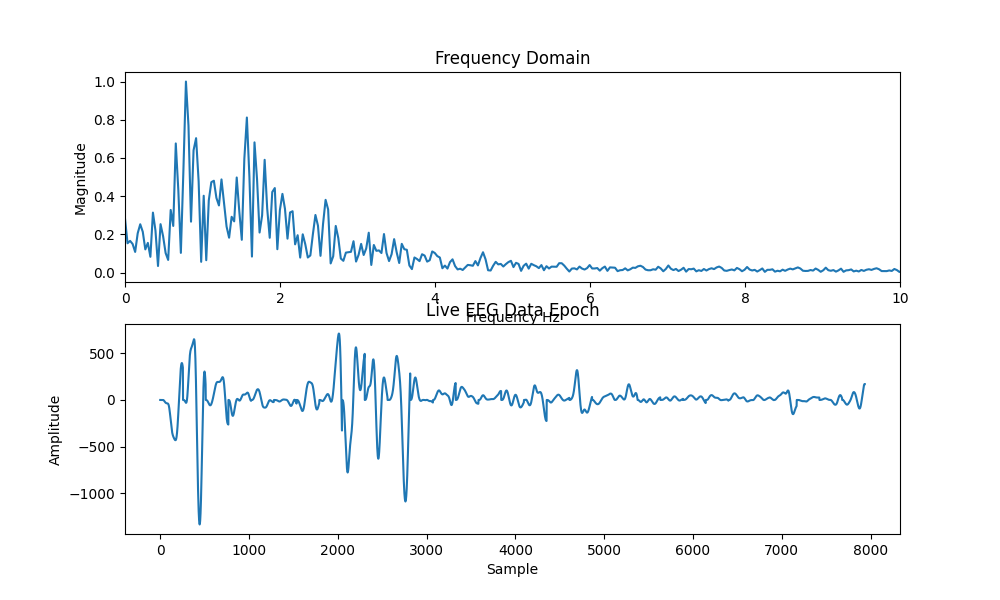 Frequency Domain
1.0
0.8
0.6
0.4
0.2
0.0
Magnitude
0 2 4 6 8 10
Frequency Hz
Live EEG Data Epoch
500
0
−500
−1000
Amplitude
0 1000 2000 3000 4000 5000 6000 7000 8000
Sample